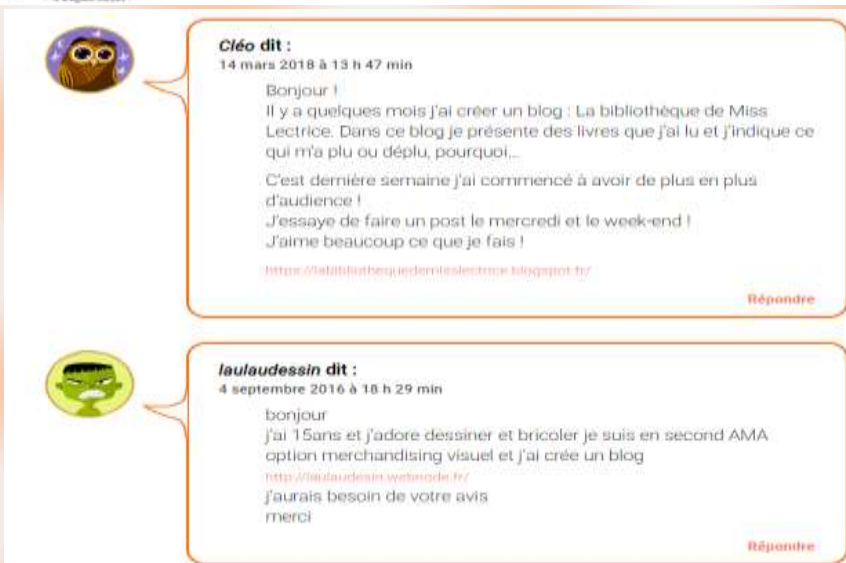 Cléo dit :
14 mars 2018 à 13 h 47 min
Bonjour !
Il y a quelques mois j'ai créer un blog : La bibliothèque de Miss
Lectrice. Dans ce blog je présente des livres que j'ai lu et j'indique ce
qui m'a plu ou déplu, pourquoi...
C'est dernière semaine j'ai commencé à avoir de plus en plus
d'audience !
J'essaye de faire un post le mercredi et le week-end !
J'aime beaucoup ce que je fais !
https://labibliothequedemisslectrice.blogspot.fr/
Répondre
laulaudessin dit :
4 septembre 2016 à 18 h 29 min
bonjour
j'ai 15ans et j'adore dessiner et bricoler je suis en second AMA
option merchandising visuel et j'ai crée un blog
http://laulaudesin.webnode.fr/
j'aurais besoin de votre avis
merci
Répondre